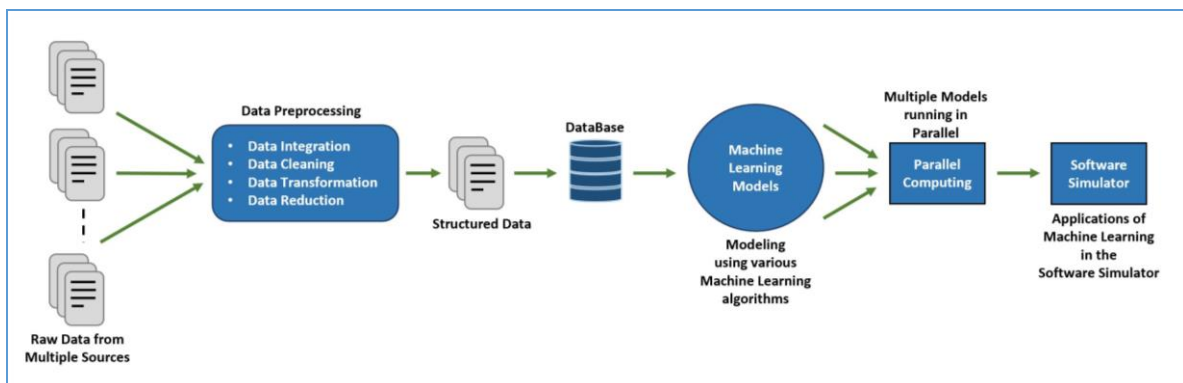 Raw Data from
Multiple Sources
Data Preprocessing
• Data Integration
• Data Cleaning
• Data Transformation
• Data Reduction
Structured Data
DataBase
Machine
Learning
Models
Modeling
using various
Machine Learning
algorithms
Multiple Models
running in
Parallel
Parallel
Computing
Software
Simulator
Applications of
Machine Learning
in the
Software Simulator